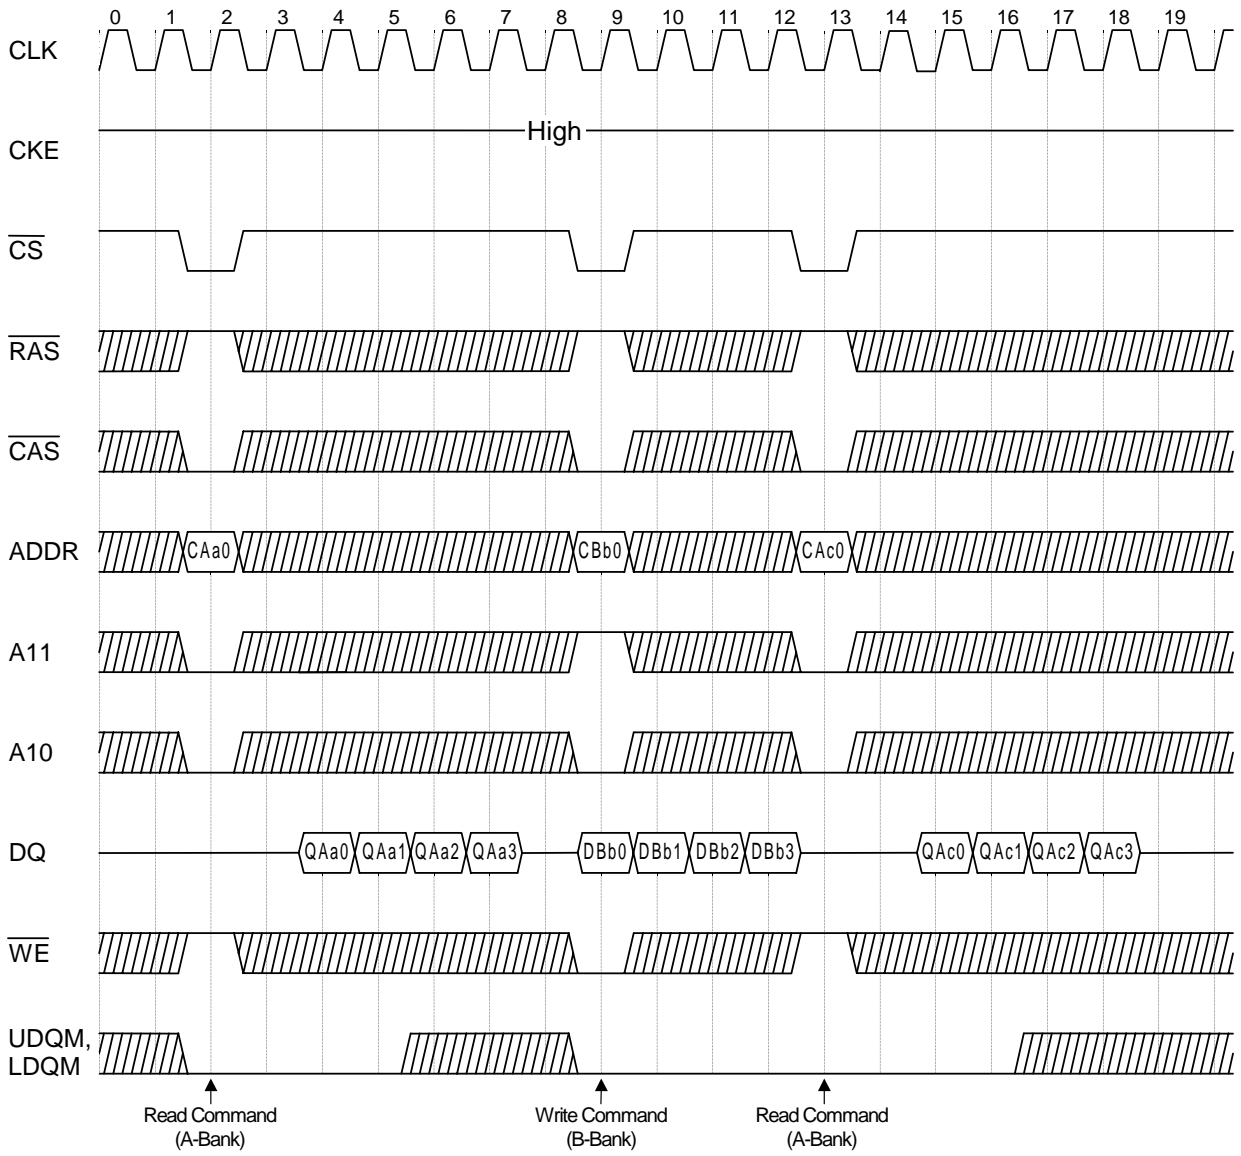 0 1 2 3 4 5 6 7 8 9 10 11 12 13 14 15 16 17 18 19
CLK
High
CKE
CS
RAS
CAS
ADDR CAa0 CBb0 CAc0
A11
A10
DQ QAa0 QAa1 QAa2 QAa3 DBb0 DBb1 DBb2 DBb3 QAc0 QAc1 QAc2 QAc3
WE
UDQM,
LDQM
Read Command Write Command Read Command
(A-Bank) (B-Bank) (A-Bank)